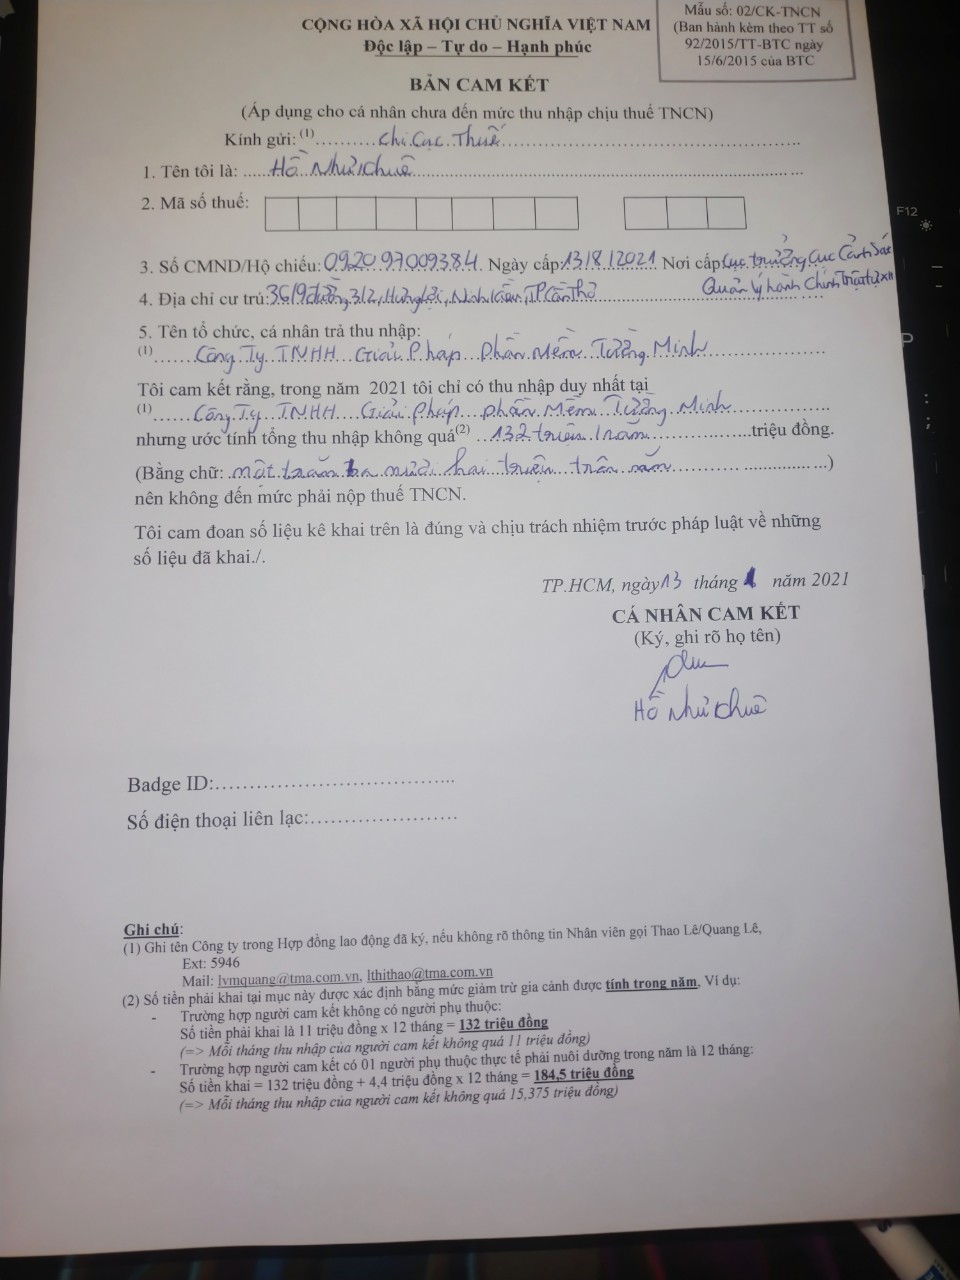 CỘNG HÒA XÃ HỘI CHỦ NGHĨA VIỆT NAM
Độc lập – Tự do – Hạnh phúc
Mẫu số: 02/CK-TNCN
(Ban hành kèm theo TT số
92/2015/TT-BTC ngày
15/6/2015 của BTC
BẢN CAM KẾT
(Áp dụng cho cá nhân chưa đến mức thu nhập chịu thuế TNCN)
Kính gửi: (1)..........Chi Cục Thuế..........
1. Tên tôi là: .....Hồ Như Khuê..........
2. Mã số thuế:
3. Số CMND/Hộ chiếu: 092097009384. Ngày cấp: 13/8/2021 Nơi cấp Cục trưởng Cục Cảnh Sát
Quản lý hành Chính Trật tự XH
4. Địa chỉ cư trú: 36/9 đường 3/2, Hưng Lợi, Ninh Kiều, TP Cần Thơ
5. Tên tổ chức, cá nhân trả thu nhập:
(1)......Công Ty TNHH Giải Pháp Phần Mềm Tường Minh..........
Tôi cam kết rằng, trong năm 2021 tôi chỉ có thu nhập duy nhất tại
(1)......Công Ty TNHH Giải Pháp Phần Mềm Tường Minh..........
nhưng ước tính tổng thu nhập không quá(2) ..132 triệu / năm..........triệu đồng.
(Bằng chữ: một trăm ba mươi hai triệu trên năm..........)
nên không đến mức phải nộp thuế TNCN.
Tôi cam đoan số liệu kê khai trên là đúng và chịu trách nhiệm trước pháp luật về những
số liệu đã khai./.
TP.HCM, ngày 13 tháng năm 2021
CÁ NHÂN CAM KẾT
(Ký, ghi rõ họ tên)
Hồ Như Khuê
Badge ID:..........
Số điện thoại liên lạc:..........
Ghi chú:
(1) Ghi tên Công ty trong Hợp đồng lao động đã ký, nếu không rõ thông tin Nhân viên gọi Thao Lê/Quang Lê,
Ext: 5946
Mail: lvmquang@tma.com.vn, lthithao@tma.com.vn
(2) Số tiền phải khai tại mục này được xác định bằng mức giảm trừ gia cảnh được tính trong năm. Ví dụ:
- Trường hợp người cam kết không có người phụ thuộc:
Số tiền phải khai là 11 triệu đồng x 12 tháng = 132 triệu đồng
(=> Mỗi tháng thu nhập của người cam kết không quá 11 triệu đồng)
- Trường hợp người cam kết có 01 người phụ thuộc thực tế phải nuôi dưỡng trong năm là 12 tháng:
Số tiền khai = 132 triệu đồng + 4,4 triệu đồng x 12 tháng = 184,5 triệu đồng
(=> Mỗi tháng thu nhập của người cam kết không quá 15,375 triệu đồng)
F12
P